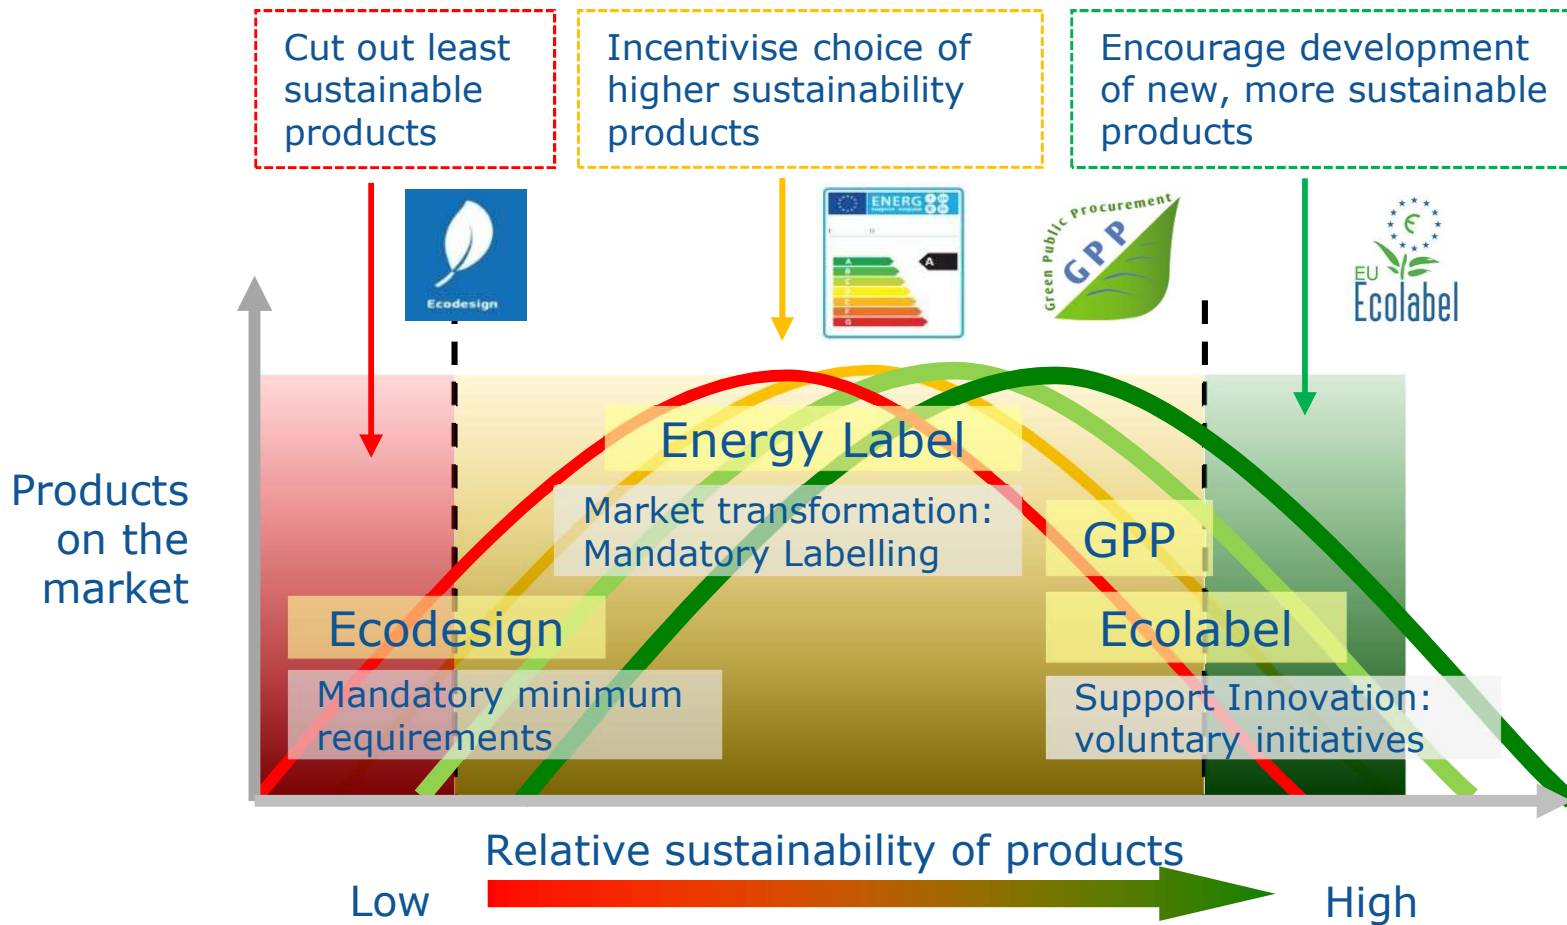 Cut out least
sustainable
products
Incentivise choice of
higher sustainability
products
Encourage development
of new, more sustainable
products
Ecodesign
ENERG
A
B
C
D
E
F
G
A
Green Public Procurement
GPP
EU
Ecolabel
Products
on the
market
Energy Label
Market transformation:
Mandatory Labelling
GPP
Ecodesign
Mandatory minimum
requirements
Ecolabel
Support Innovation:
voluntary initiatives
Relative sustainability of products
Low
High